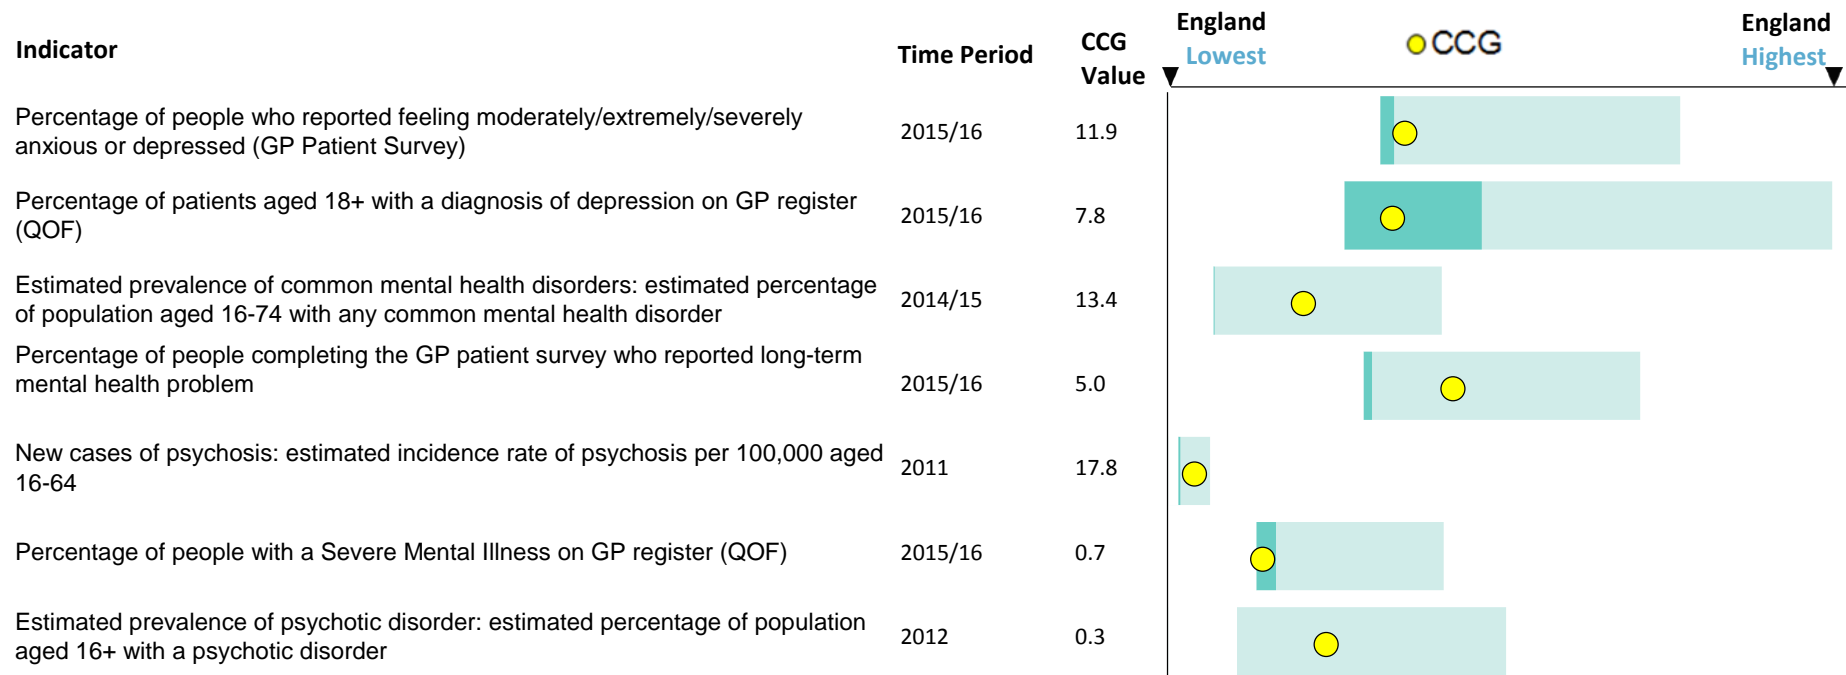 Indicator
Time Period
CCG
Value
England
Lowest
CCG
England
Highest
Percentage of people who reported feeling moderately/extremely/severely
anxious or depressed (GP Patient Survey)
2015/16
11.9
Percentage of patients aged 18+ with a diagnosis of depression on GP register
(QOF)
2015/16
7.8
Estimated prevalence of common mental health disorders: estimated percentage
of population aged 16-74 with any common mental health disorder
2014/15
13.4
Percentage of people completing the GP patient survey who reported long-term
mental health problem
2015/16
5.0
New cases of psychosis: estimated incidence rate of psychosis per 100,000 aged
16-64
2011
17.8
Percentage of people with a Severe Mental Illness on GP register (QOF)
2015/16
0.7
Estimated prevalence of psychotic disorder: estimated percentage of population
aged 16+ with a psychotic disorder
2012
0.3